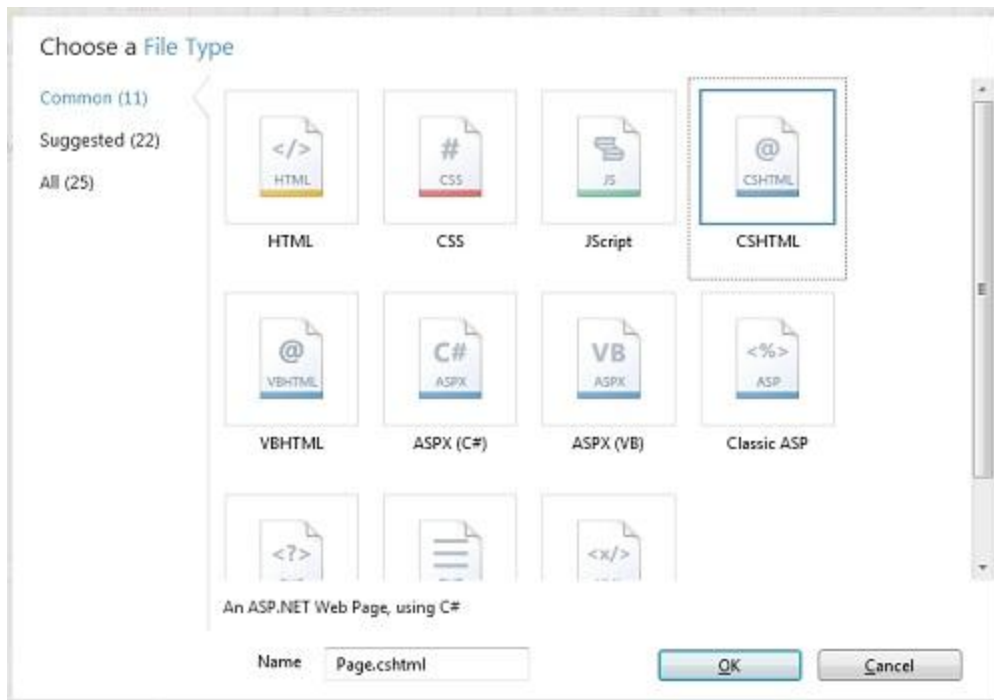 Choose a File Type
Common (11)
Suggested (22)
All (25)
</> # @
HTML CSS JS CSHTML
HTML CSS JScript CSHTML
@ C# VB <%>
VBHTML ASPX ASPX ASP
VBHTML ASPX (C#) ASPX (VB) Classic ASP
<?> <x/>
An ASP.NET Web Page, using C#
Name Page.cshtml OK Cancel